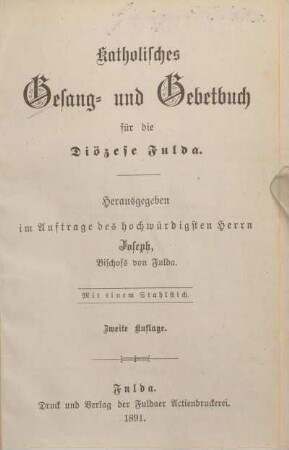 Katholisches
Gesang- und Gebetbuch
für die
Diözese Fulda.
Herausgegeben
im Auftrage des hochwürdigsten Herrn
Joseph,
Bischofs von Fulda.
Mit einem Stahlstich.
Zweite Auflage.
Fulda.
Druck und Verlag der Fuldaer Actiendruckerei.
1891.